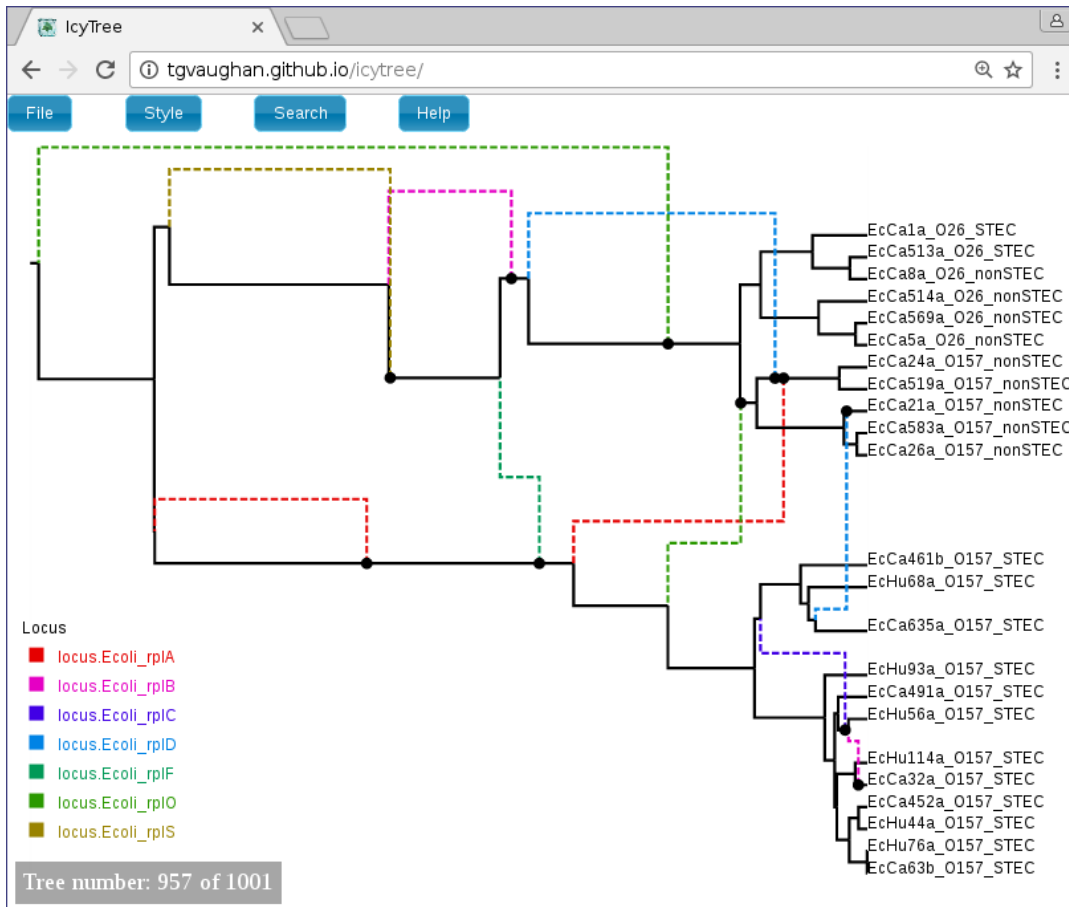 IcyTree
tgvaughan.github.io/icytree/
File Style Search Help
EcCa1a_O26_STEC
EcCa513a_O26_STEC
EcCa8a_O26_nonSTEC
EcCa514a_O26_nonSTEC
EcCa569a_O26_nonSTEC
EcCa5a_O26_nonSTEC
EcCa24a_O157_nonSTEC
EcCa519a_O157_nonSTEC
EcCa21a_O157_nonSTEC
EcCa583a_O157_nonSTEC
EcCa26a_O157_nonSTEC
EcCa461b_O157_STEC
EcHu68a_O157_STEC
EcCa635a_O157_STEC
EcHu93a_O157_STEC
EcCa491a_O157_STEC
EcHu56a_O157_STEC
EcHu114a_O157_STEC
EcCa32a_O157_STEC
EcCa452a_O157_STEC
EcHu44a_O157_STEC
EcHu76a_O157_STEC
EcCa63b_O157_STEC
Locus
locus.Ecoli_rplA
locus.Ecoli_rplB
locus.Ecoli_rplC
locus.Ecoli_rplD
locus.Ecoli_rplF
locus.Ecoli_rplO
locus.Ecoli_rplS
Tree number: 957 of 1001